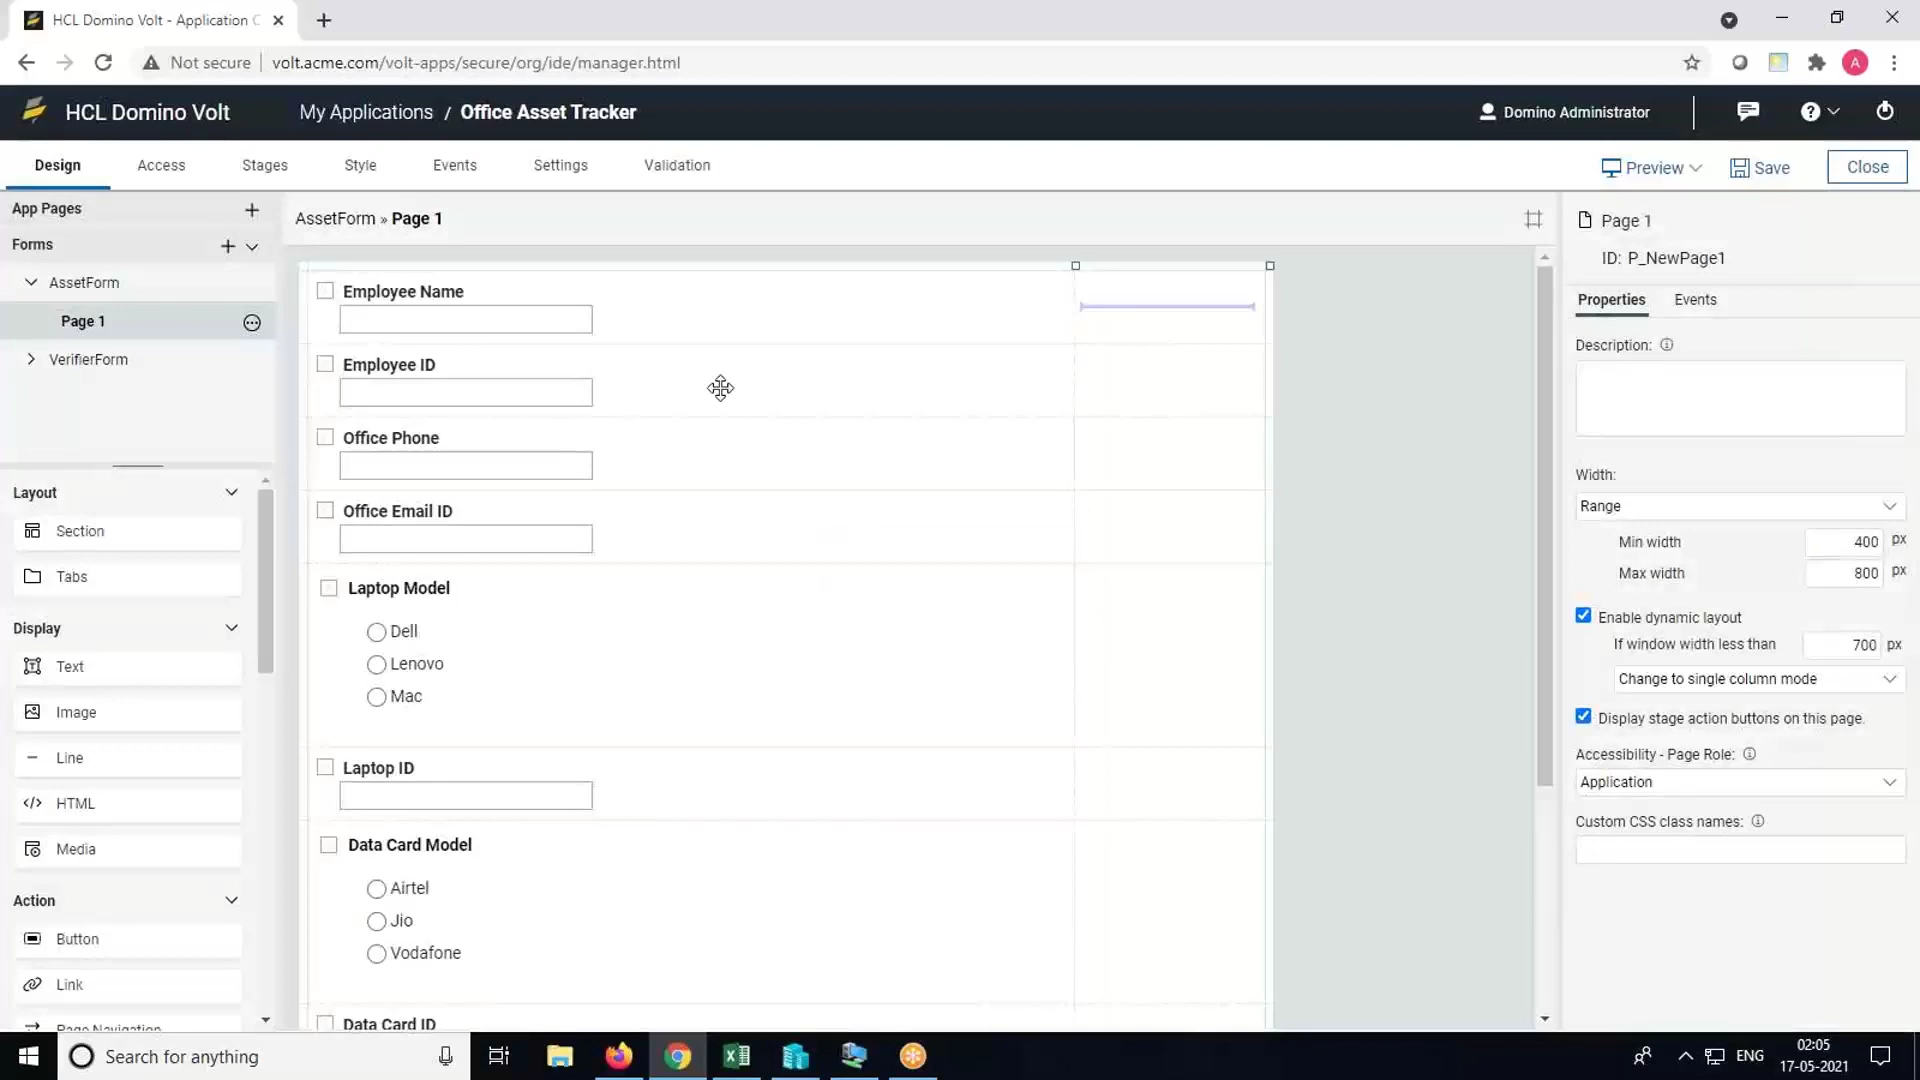 HCL Domino Volt - Application C
Not secure
volt.acme.com/volt-apps/secure/org/ide/manager.html
A
HCL Domino Volt
My Applications / Office Asset Tracker
Domino Administrator
Design
Access
Stages
Style
Events
Settings
Validation
Preview
Save
Close
App Pages
Forms
AssetForm
Page 1
VerifierForm
Layout
Section
Tabs
Display
Text
Image
Line
HTML
Media
Action
Button
Link
Page Navigation
AssetForm » Page 1
Employee Name
Employee ID
Office Phone
Office Email ID
Laptop Model
Dell
Lenovo
Mac
Laptop ID
Data Card Model
Airtel
Jio
Vodafone
Data Card ID
Page 1
ID: P_NewPage1
Properties
Events
Description:
Width:
Range
Min width 400 px
Max width 800 px
Enable dynamic layout
If window width less than 700 px
Change to single column mode
Display stage action buttons on this page.
Accessibility - Page Role:
Application
Custom CSS class names:
Search for anything
ENG
02:05
17-05-2021